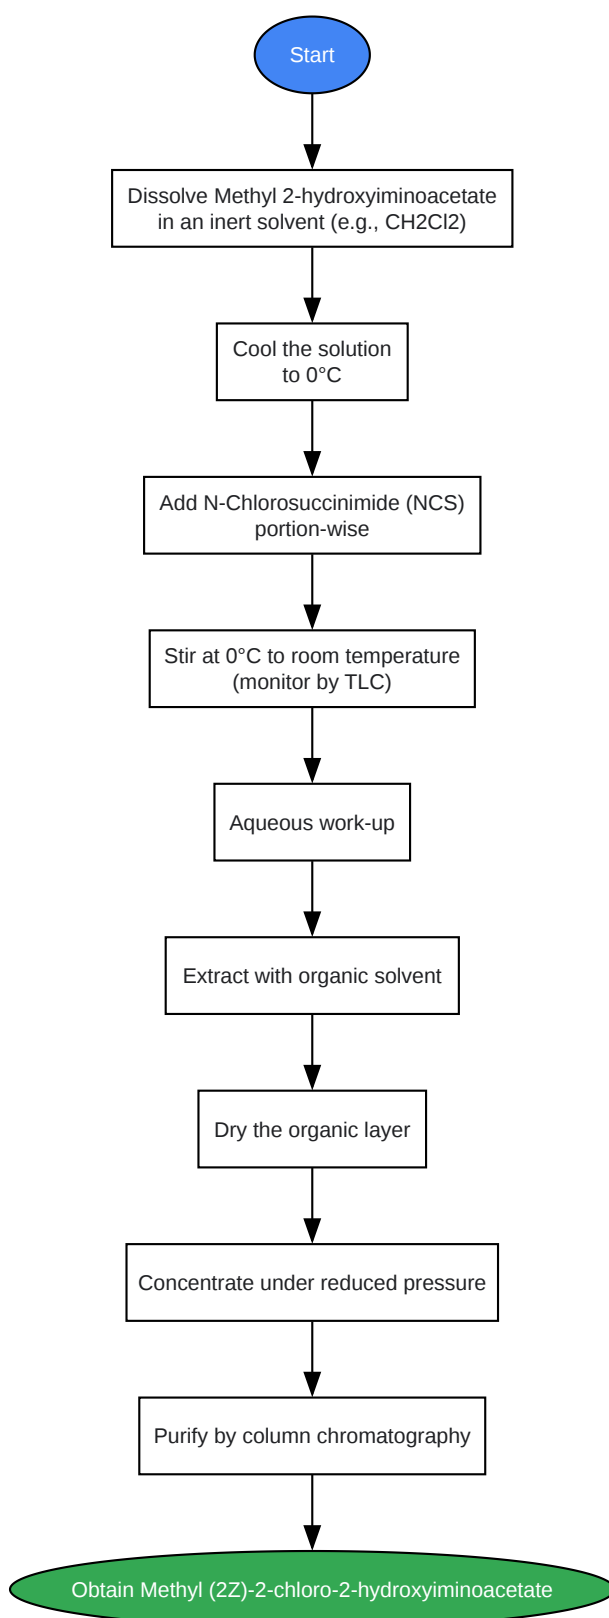 Start
Dissolve Methyl 2-hydroxyiminoacetate
in an inert solvent (e.g., CH2Cl2)
Cool the solution
to 0°C
Add N-Chlorosuccinimide (NCS)
portion-wise
Stir at 0°C to room temperature
(monitor by TLC)
Aqueous work-up
Extract with organic solvent
Dry the organic layer
Concentrate under reduced pressure
Purify by column chromatography
Obtain Methyl (2Z)-2-chloro-2-hydroxyiminoacetate